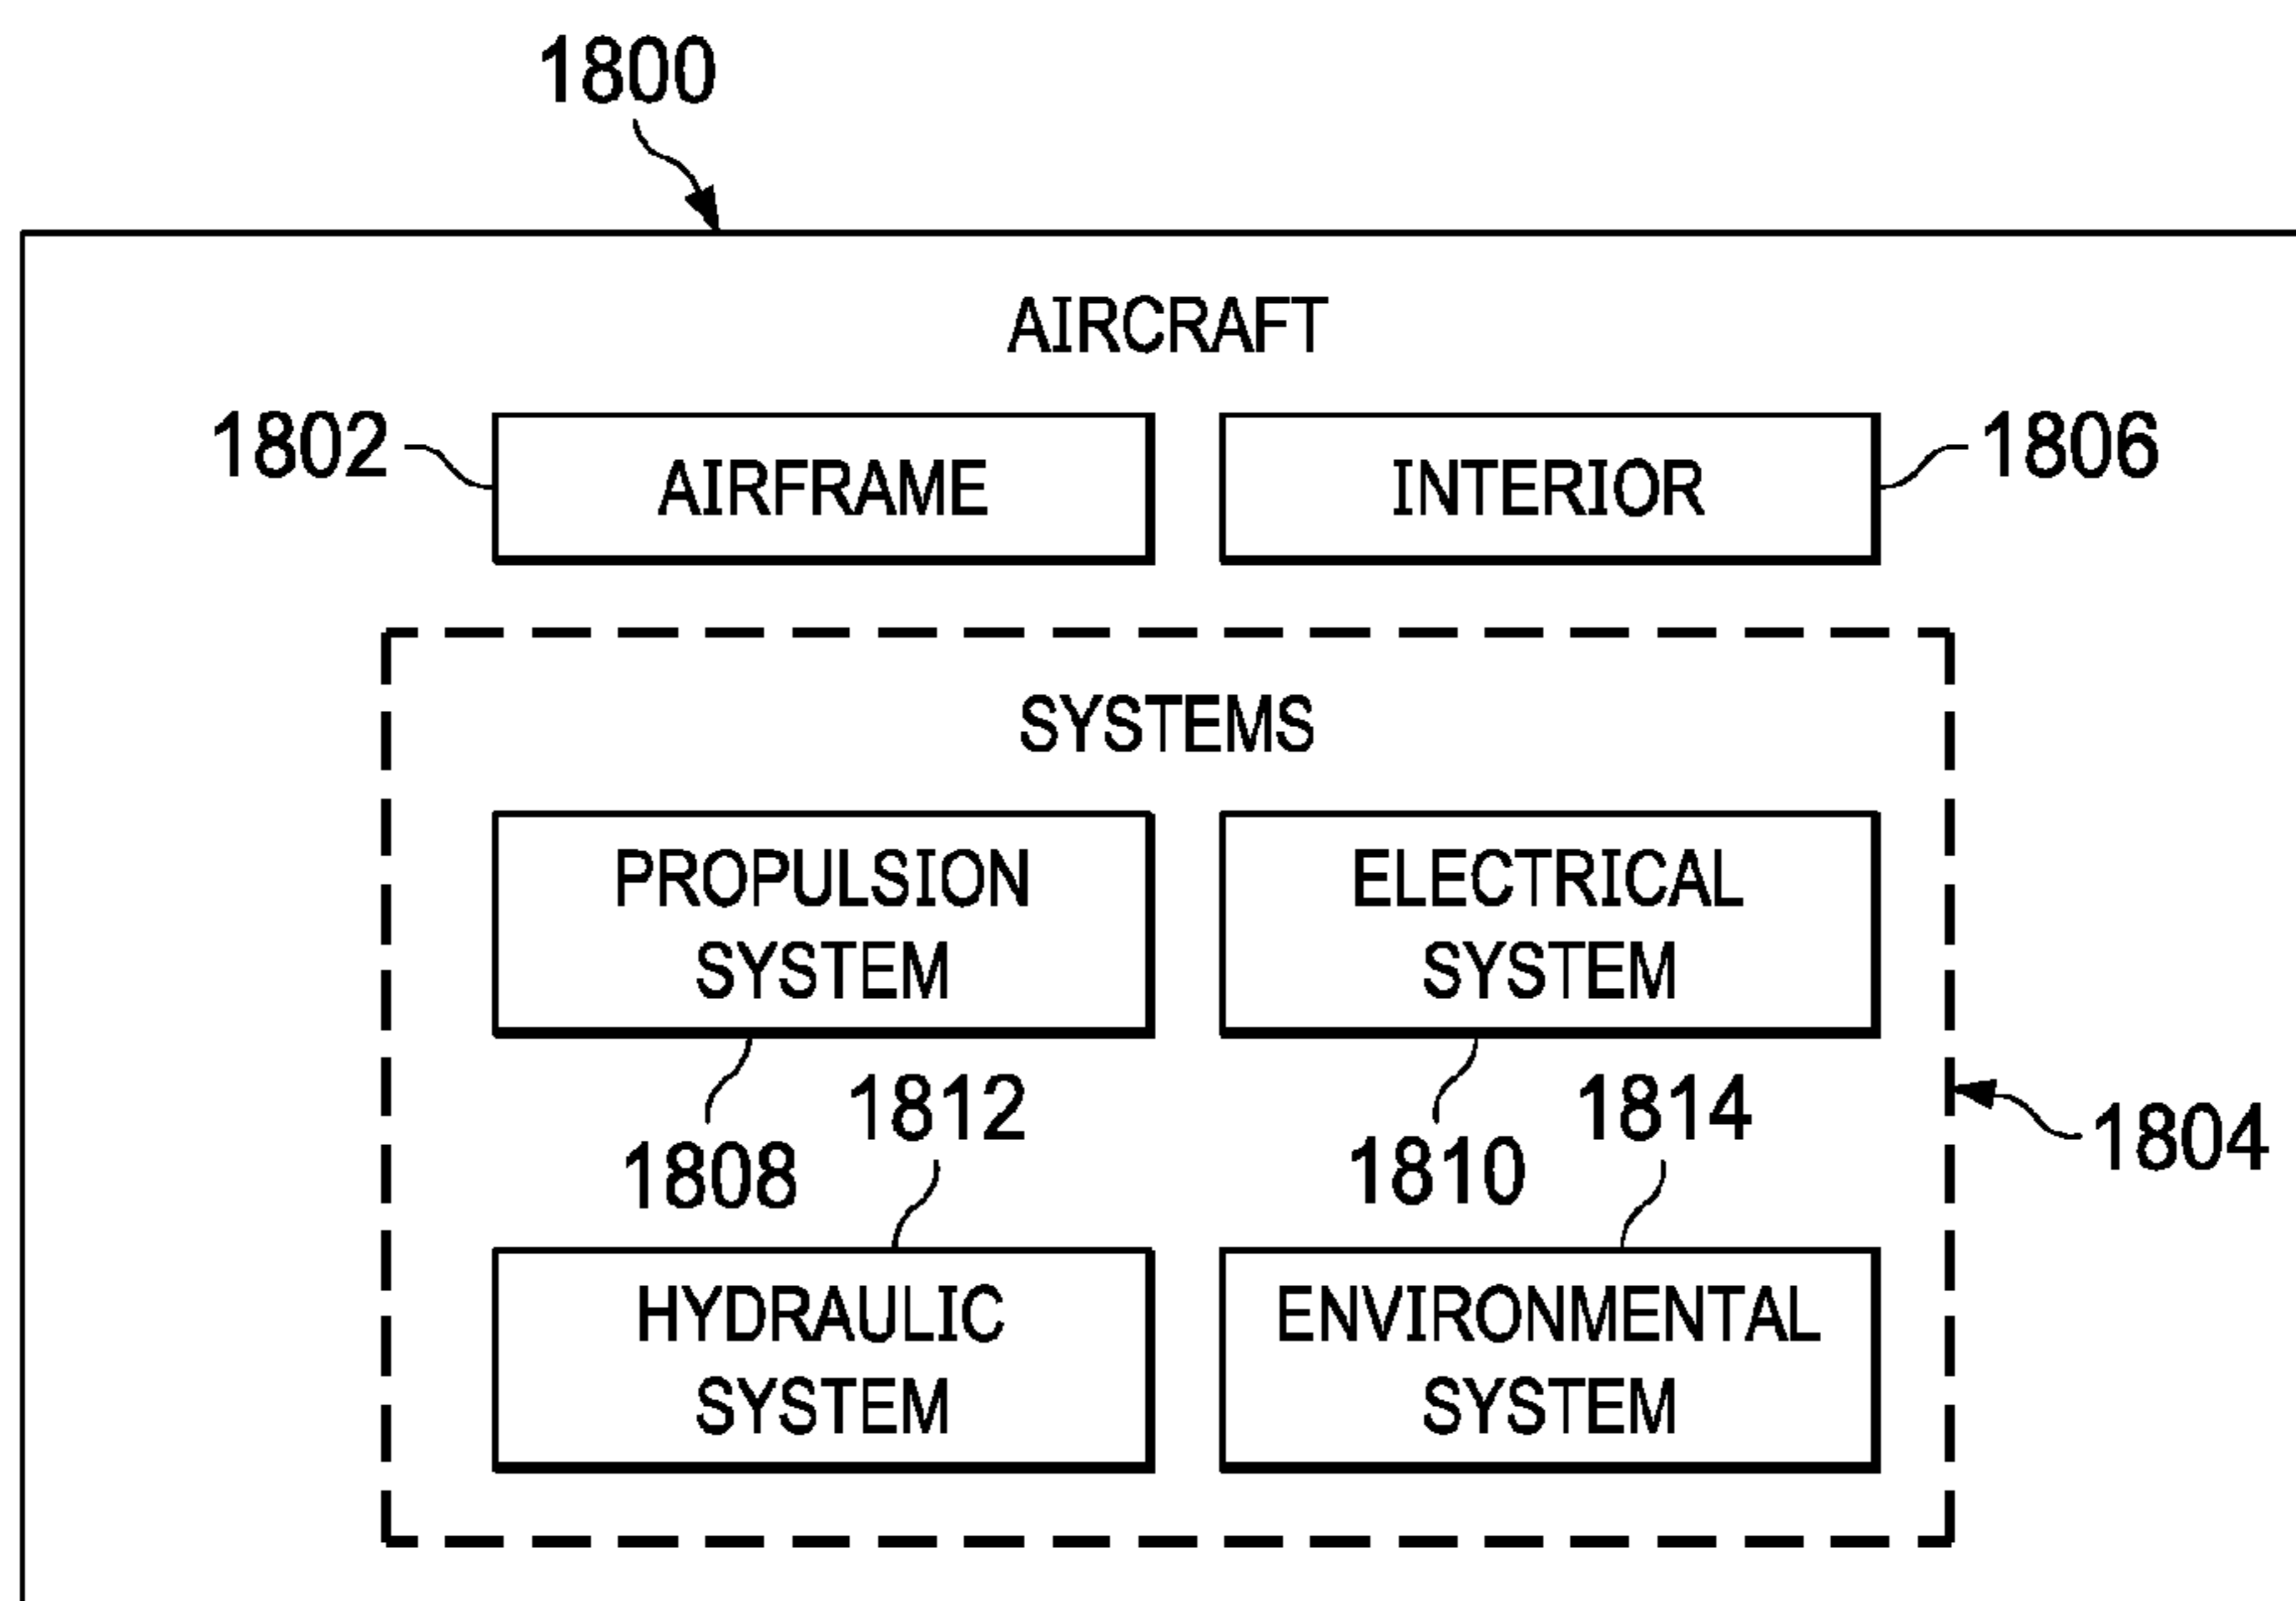 1800
AIRCRAFT
1802
AIRFRAME
INTERIOR
1806
SYSTEMS
PROPULSION
SYSTEM
ELECTRICAL
SYSTEM
1808
1812
1810
1814
1804
HYDRAULIC
SYSTEM
ENVIRONMENTAL
SYSTEM